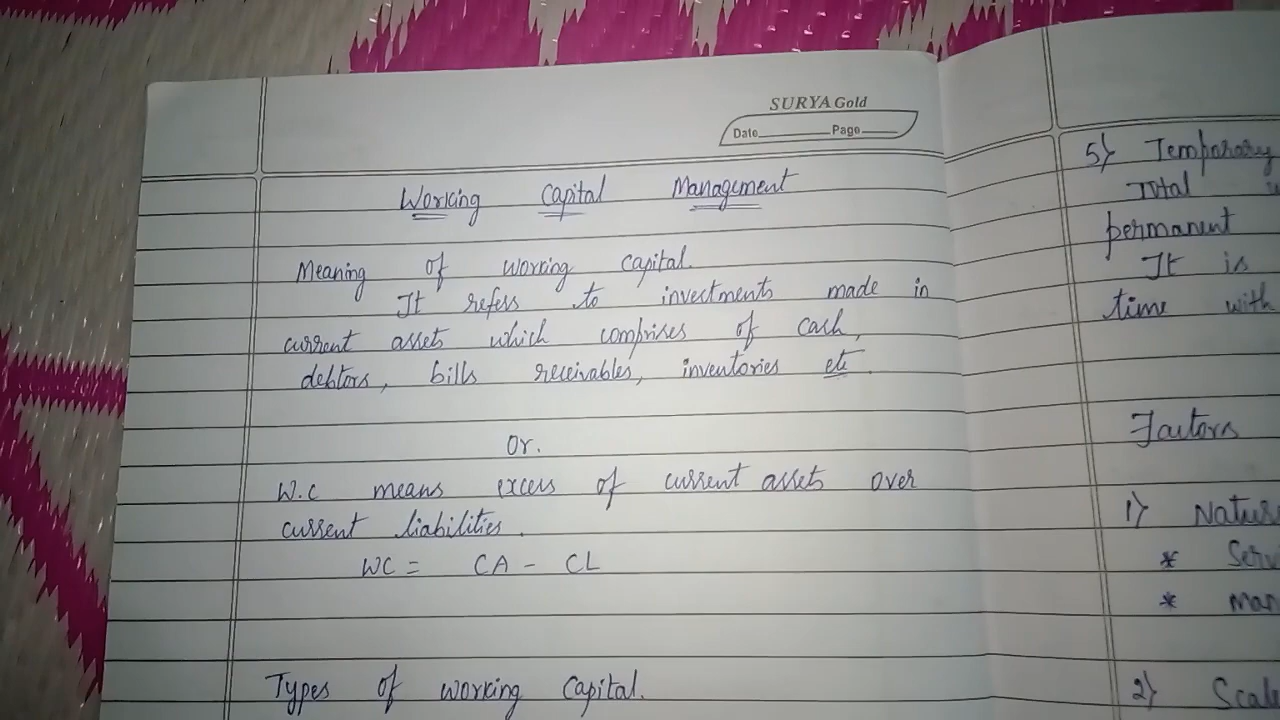 SURYA Gold
Date Page
Working Capital Management
Meaning of working capital.
It refers to investments made in
current assets which comprises of cash,
debtors, bills receivables, inventories etc.
Or.
W.C means excess of current assets over
current liabilities.
WC = CA - CL
Types of working Capital.
5) Temporary
Total
permanent
It is
time with
Factors
1) Natur
* Serv
* Man
2) Scale